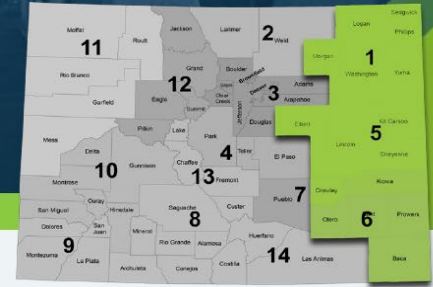 Sedgwick
Jackson
Larimer
Logan
Moffat
Routt
2
Weld
Phillips
11
Morgan
1
Grand
Boulder
Washington
Yuma
Rio Blanco
12
Broomfield
Adams
Clear Creek
Denver
3
Arapahoe
Garfield
Eagle
Summit
Jefferson
Douglas
Elbert
Kit Carson
Pitkin
Lake
Park
5
Mesa
Lincoln
Delta
4
Teller
El Paso
Cheyenne
10
Gunnison
Chaffee
13
Fremont
Montrose
7
Kiowa
Ouray
Pueblo
Crowley
San Miguel
Hinsdale
Saguache
Custer
8
Otero
6
Prowers
Dolores
San Juan
Mineral
Rio Grande
Alamosa
Huerfano
9
Montezuma
La Plata
14
Las Animas
Baca
Archuleta
Conejos
Costilla